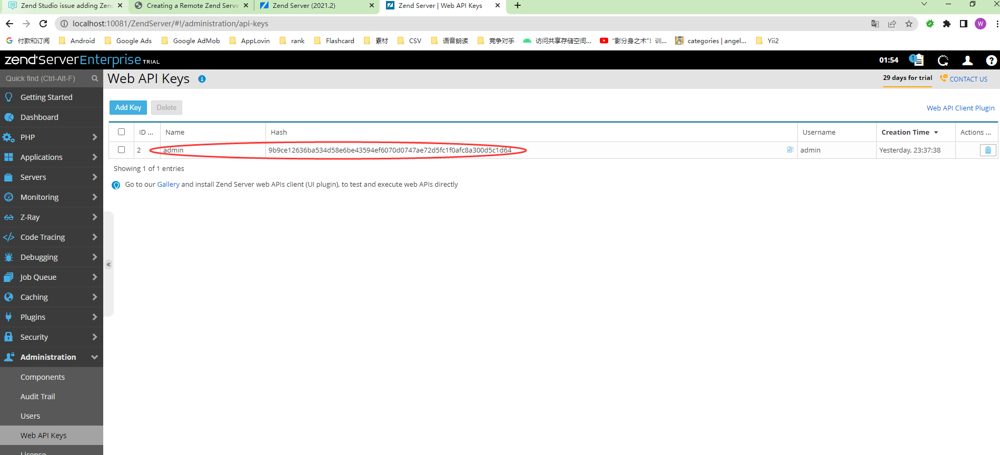 Zend Studio issue adding Zend
Creating a Remote Zend Serve
Zend Server (2021.2)
Zend Server | Web API Keys
localhost:10081/ZendServer/#!/administration/api-keys
W
付款和订阅
Android
Google Ads
Google AdMob
AppLovin
rank
Flashcard
素材
CSV
语音朗读
竞争对手
访问共享存储空间...
“影分身之术”！训...
categories | angel...
Yii2
zend Server Enterprise TRIAL
01:54
1
Quick find (Ctrl-Alt-F)
Web API Keys
29 days for trial
CONTACT US
Getting Started
Dashboard
PHP
Applications
Servers
Monitoring
Z-Ray
Code Tracing
Debugging
Job Queue
Caching
Plugins
Security
Administration
Components
Audit Trail
Users
Web API Keys
License
Add Key
Delete
Web API Client Plugin
ID ... Name Hash Username Creation Time Actions ...
2 admin 9b9ce12636ba534d58e6be43594ef6070d0747ae72d5fc1f0afc8a300d5c1d64 admin Yesterday, 23:37:38
Showing 1 of 1 entries
Go to our Gallery and install Zend Server web APIs client (UI plugin), to test and execute web APIs directly